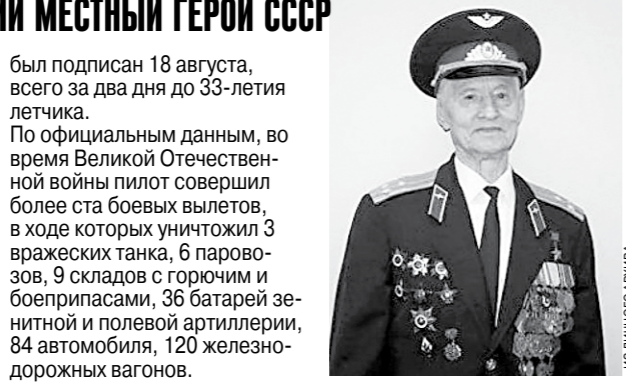 ИЙ МЕСТНЫЙ ГЕРОЙ СССР
был подписан 18 августа,
всего за два дня до 33-летия
летчика.
По официальным данным, во
время Великой Отечествен-
ной войны пилот совершил
более ста боевых вылетов,
в ходе которых уничтожил 3
вражеских танка, 6 парово-
зов, 9 складов с горючим и
боеприпасами, 36 батарей зе-
нитной и полевой артиллерии,
84 автомобиля, 120 железно-
дорожных вагонов.